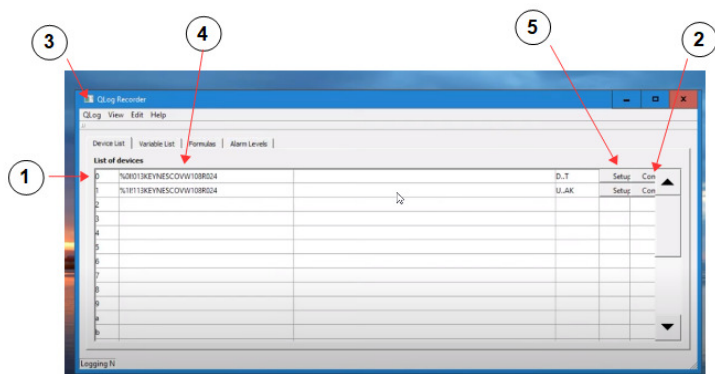 3 4 5 2
QLog Recorder
QLog View Edit Help
Device List Variable List Formulas Alarm Levels
List of devices
1 0 %0!013KEYNESCOVW108R024 D..T Setup Con
1 %1!113KEYNESCOVW108R024 U..AK Setup Con
2
3
4
5
6
7
8
9
a
b
Logging N